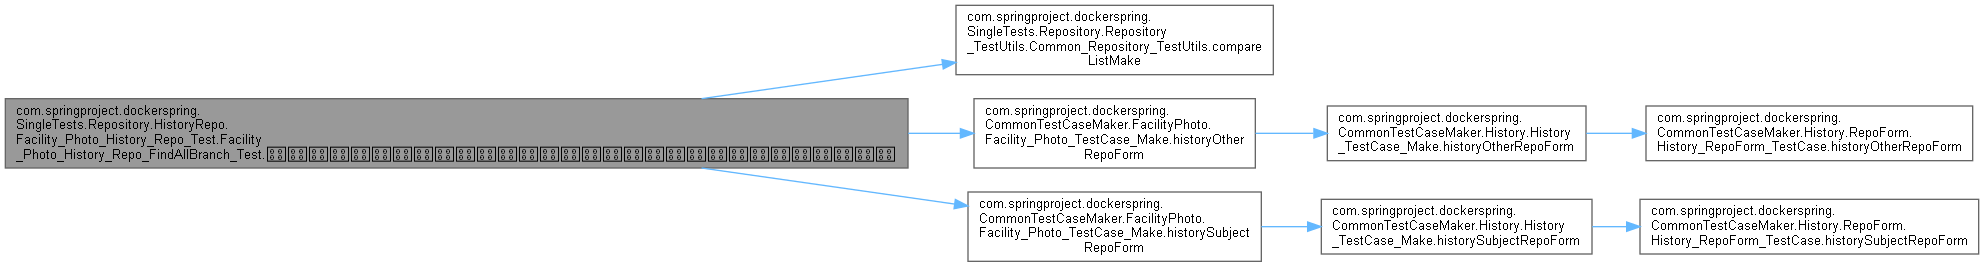 com.springproject.dockerspring.
SingleTests.Repository.Repository
_TestUtils.Common_Repository_TestUtils.compare
ListMake
com.springproject.dockerspring.
SingleTests.Repository.HistoryRepo.
Facility_Photo_History_Repo_Test.Facility
_Photo_History_Repo_FindAllBranch_Test.
com.springproject.dockerspring.
CommonTestCaseMaker.FacilityPhoto.
Facility_Photo_TestCase_Make.historyOther
RepoForm
com.springproject.dockerspring.
CommonTestCaseMaker.History.History
_TestCase_Make.historyOtherRepoForm
com.springproject.dockerspring.
CommonTestCaseMaker.History.RepoForm.
History_RepoForm_TestCase.historyOtherRepoForm
com.springproject.dockerspring.
CommonTestCaseMaker.FacilityPhoto.
Facility_Photo_TestCase_Make.historySubject
RepoForm
com.springproject.dockerspring.
CommonTestCaseMaker.History.History
_TestCase_Make.historySubjectRepoForm
com.springproject.dockerspring.
CommonTestCaseMaker.History.RepoForm.
History_RepoForm_TestCase.historySubjectRepoForm